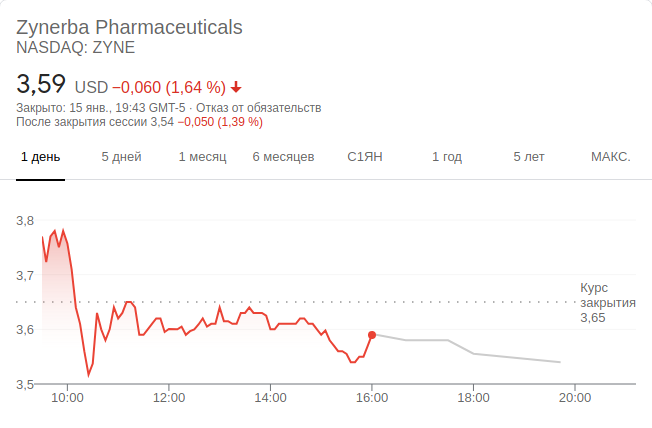 Zynerba Pharmaceuticals
NASDAQ: ZYNE
3,59 USD −0,060 (1,64 %)
Закрыто: 15 янв., 19:43 GMT-5 · Отказ от обязательств
После закрытия сессии 3,54 −0,050 (1,39 %)
1 день 5 дней 1 месяц 6 месяцев С1ЯН 1 год 5 лет МАКС.
3,8
3,7
Курс
закрытия
3,65
3,6
3,5
10:00 12:00 14:00 16:00 18:00 20:00